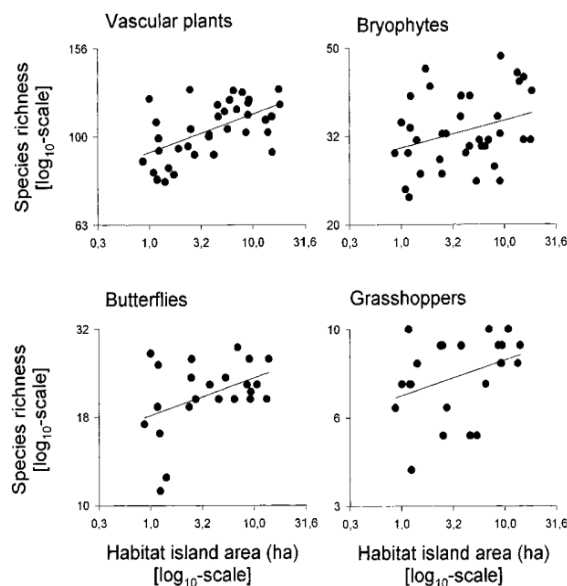 Vascular plants
Bryophytes
Species richness
[log10-scale]
156
100
63
0,3
1,0
3,2
10,0
31,6
50
32
20
0,3
1,0
3,2
10,0
31,6
Butterflies
Grasshoppers
Species richness
[log10-scale]
32
18
10
0,3
1,0
3,2
10,0
31,6
10
6
3
0,3
1,0
3,2
10,0
31,6
Habitat island area (ha)
[log10-scale]
Habitat island area (ha)
[log10-scale]